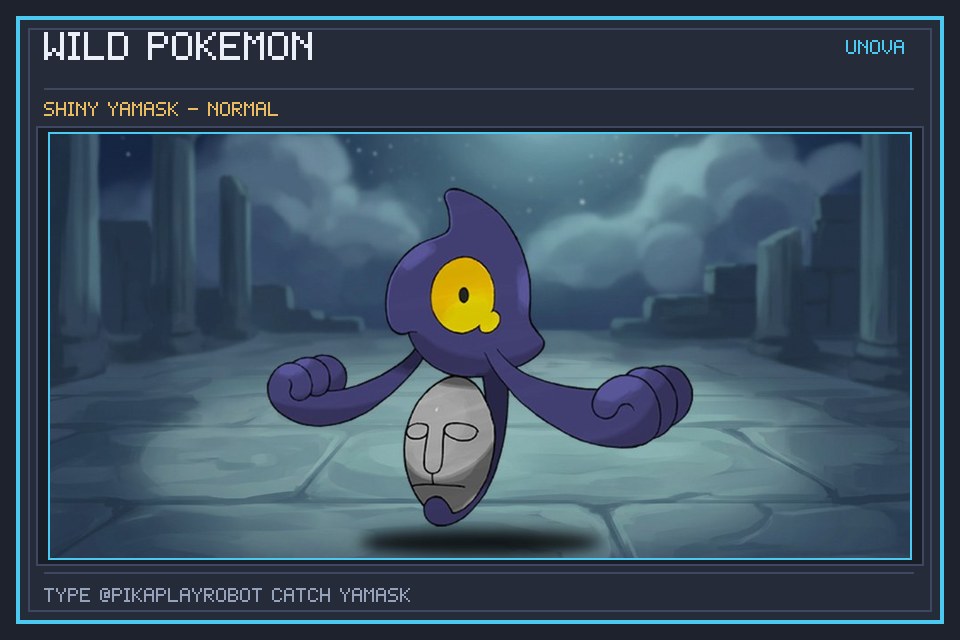 WILD POKEMON
UNOVA
SHINY YAMASK - NORMAL
TYPE @PIKAPLAYROBOT CATCH YAMASK